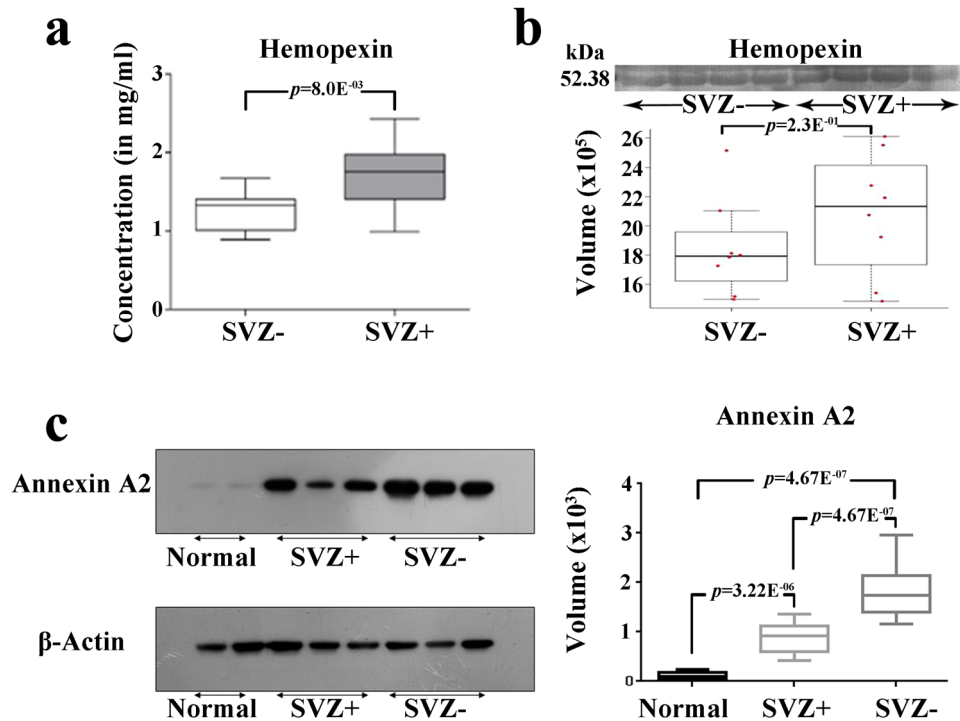 a
Hemopexin
Concentration (in mg/ml)
3
2
1
0
p=8.0E-03
SVZ-
SVZ+
b
Hemopexin
kDa
52.38
SVZ-
SVZ+
p=2.3E-01
Volume (x10⁵)
26
24
22
20
18
16
SVZ-
SVZ+
c
Annexin A2
Normal
SVZ+
SVZ-
β-Actin
Normal
SVZ+
SVZ-
Annexin A2
Volume (x10³)
4
3
2
1
0
p=4.67E-07
p=4.67E-07
p=3.22E-06
Normal
SVZ+
SVZ-